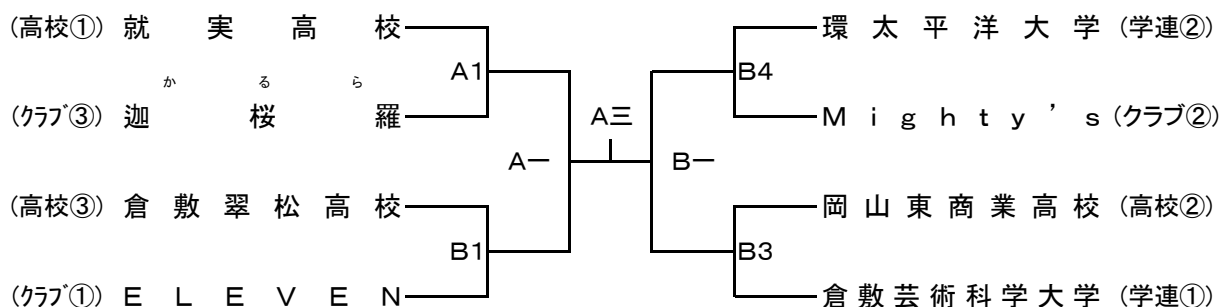 (高校①) 就実高校 環太平洋大学 (学連②)
A1 B4
かるら
(クラブ③) 迦桜羅 A三 Mighty’s (クラブ②)
A一 B一
(高校③) 倉敷翠松高校 岡山東商業高校 (高校②)
B1 B3
(クラブ①) ELEVEN 倉敷芸術科学大学 (学連①)